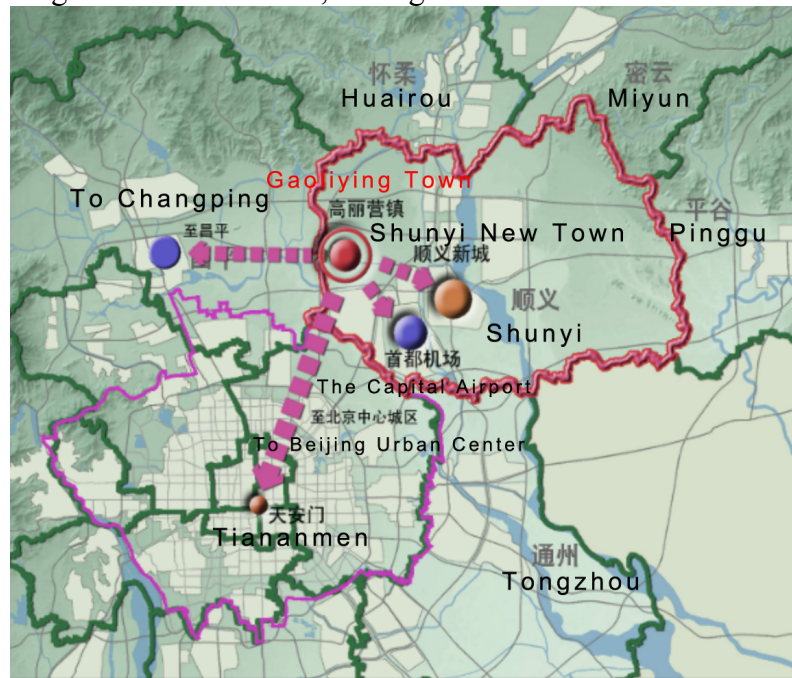 怀柔
Huairou
密云
Miyun
Gaoliying Town
To Changping
高丽营镇
平谷
至昌平
Shunyi New Town
Pinggu
顺义新城
顺义
Shunyi
首都机场
The Capital Airport
至北京中心城区
To Beijing Urban Center
天安门
Tiananmen
通州
Tongzhou